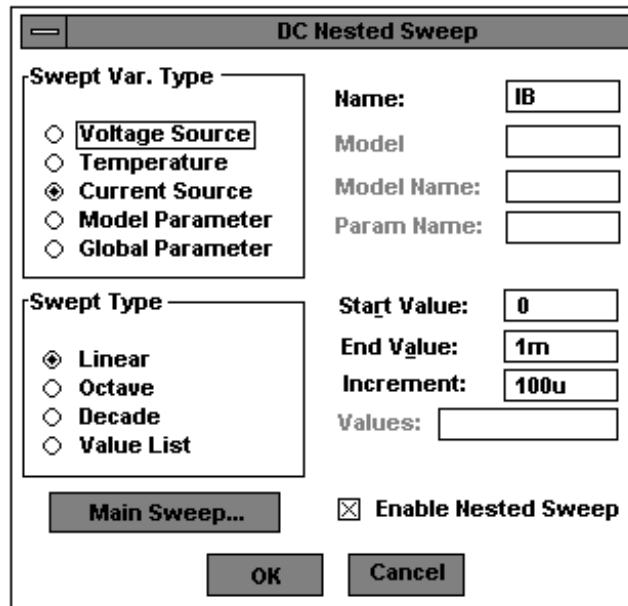 DC Nested Sweep
Swept Var. Type
Voltage Source
Temperature
Current Source
Model Parameter
Global Parameter
Name: IB
Model
Model Name:
Param Name:
Swept Type
Linear
Octave
Decade
Value List
Start Value: 0
End Value: 1m
Increment: 100u
Values:
Main Sweep...
Enable Nested Sweep
OK
Cancel